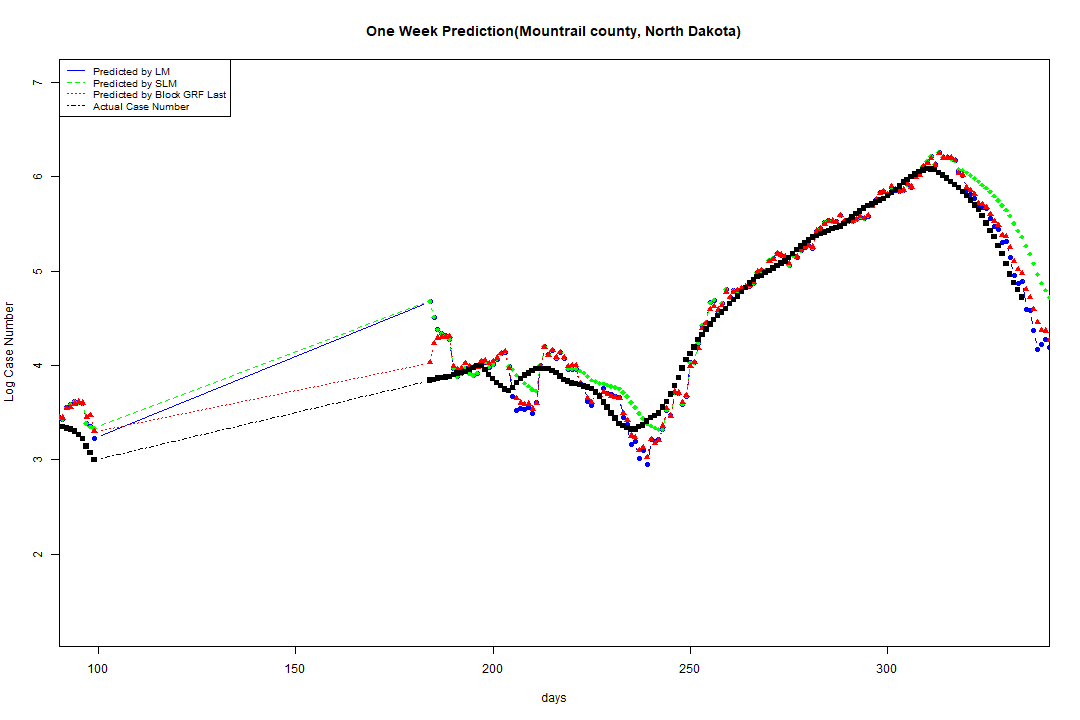 One Week Prediction(Mountrail county, North Dakota)
Predicted by LM
Predicted by SLM
Predicted by Block GRF Last
Actual Case Number
7
6
5
4
3
2
Log Case Number
100 150 200 250 300
days